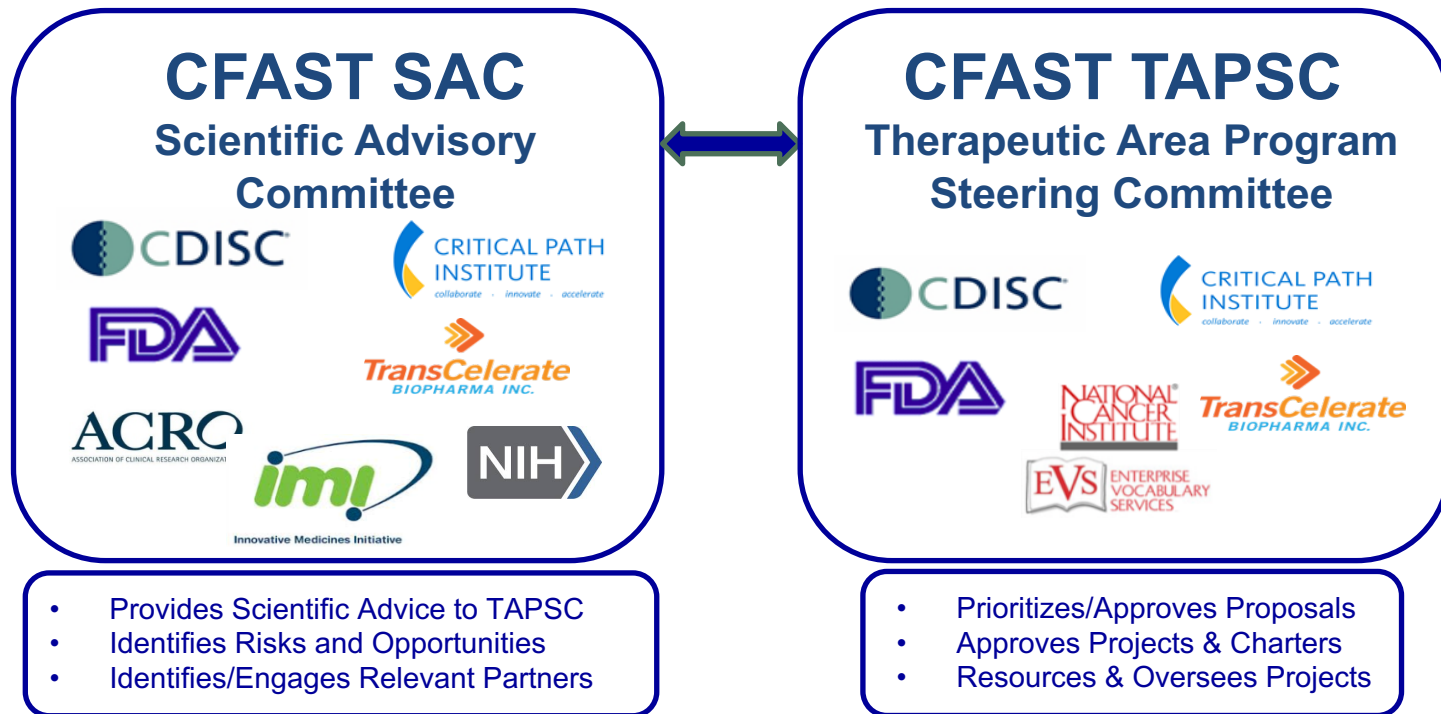 CFAST SAC
Scientific Advisory
Committee
CDISC
CRITICAL PATH
INSTITUTE
collaborate · innovate · accelerate
FDA
TransCelerate
BIOPHARMA INC.
ACRO
ASSOCIATION OF CLINICAL RESEARCH ORGANIZAT
imi
Innovative Medicines Initiative
NIH
• Provides Scientific Advice to TAPSC
• Identifies Risks and Opportunities
• Identifies/Engages Relevant Partners
CFAST TAPSC
Therapeutic Area Program
Steering Committee
CDISC
CRITICAL PATH
INSTITUTE
collaborate · innovate · accelerate
FDA
NATIONAL®
CANCER
INSTITUTE
TransCelerate
BIOPHARMA INC.
EVS ENTERPRISE
VOCABULARY
SERVICES
• Prioritizes/Approves Proposals
• Approves Projects & Charters
• Resources & Oversees Projects